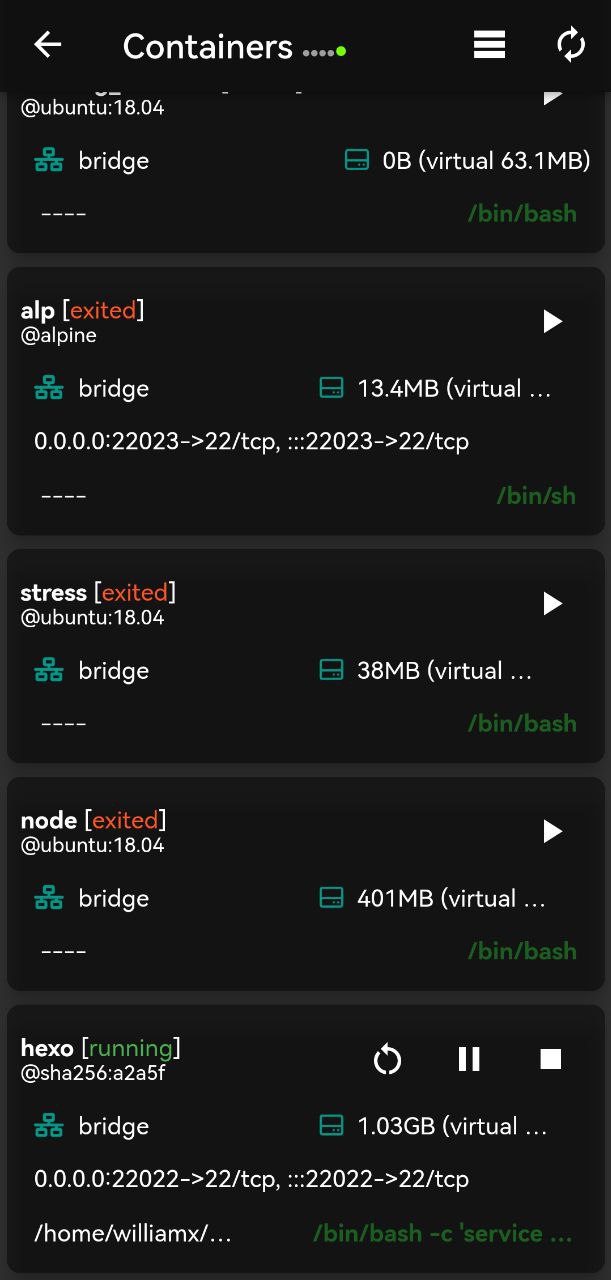 Containers
@ubuntu:18.04
bridge 0B (virtual 63.1MB)
---- /bin/bash
alp [exited]
@alpine
bridge 13.4MB (virtual ...
0.0.0.0:22023->22/tcp, :::22023->22/tcp
---- /bin/sh
stress [exited]
@ubuntu:18.04
bridge 38MB (virtual ...
---- /bin/bash
node [exited]
@ubuntu:18.04
bridge 401MB (virtual ...
---- /bin/bash
hexo [running]
@sha256:a2a5f
bridge 1.03GB (virtual ...
0.0.0.0:22022->22/tcp, :::22022->22/tcp
/home/williamx/... /bin/bash -c 'service ...